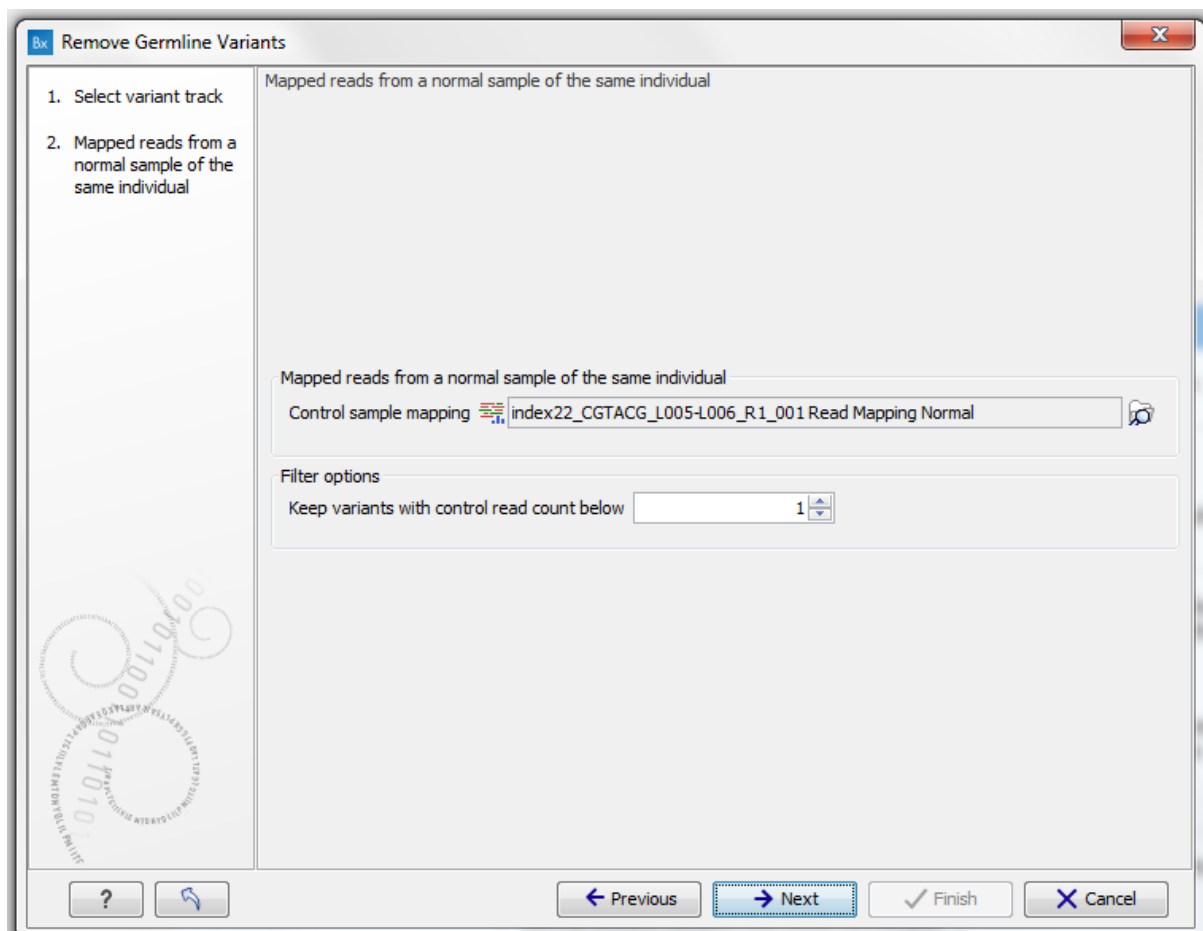 Bx Remove Germline Variants
1. Select variant track
2. Mapped reads from a
normal sample of the
same individual
Mapped reads from a normal sample of the same individual
Mapped reads from a normal sample of the same individual
Control sample mapping index22_CGTACG_L005-L006_R1_001 Read Mapping Normal
Filter options
Keep variants with control read count below 1
? Previous Next Finish Cancel